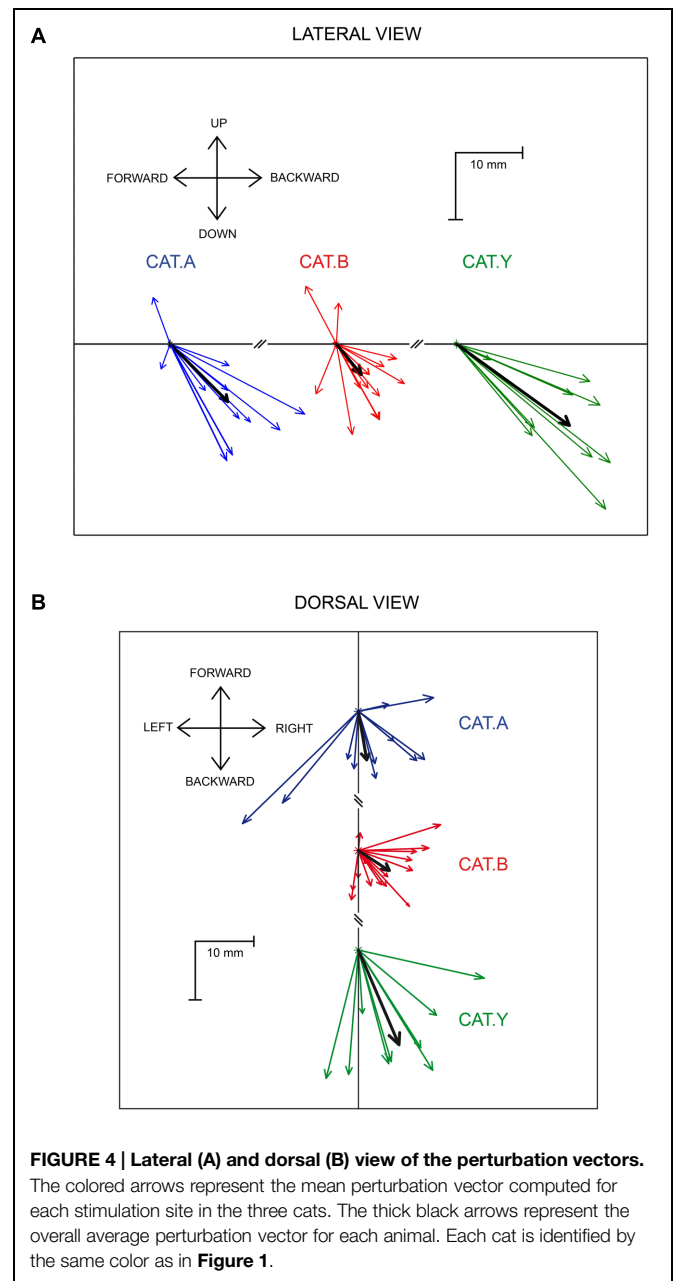 A
LATERAL VIEW
UP
FORWARD
BACKWARD
10 mm
DOWN
CAT.A
CAT.B
CAT.Y
B
DORSAL VIEW
FORWARD
LEFT
RIGHT
CAT.A
BACKWARD
CAT.B
10 mm
CAT.Y
FIGURE 4 | Lateral (A) and dorsal (B) view of the perturbation vectors.
The colored arrows represent the mean perturbation vector computed for
each stimulation site in the three cats. The thick black arrows represent the
overall average perturbation vector for each animal. Each cat is identified by
the same color as in Figure 1.